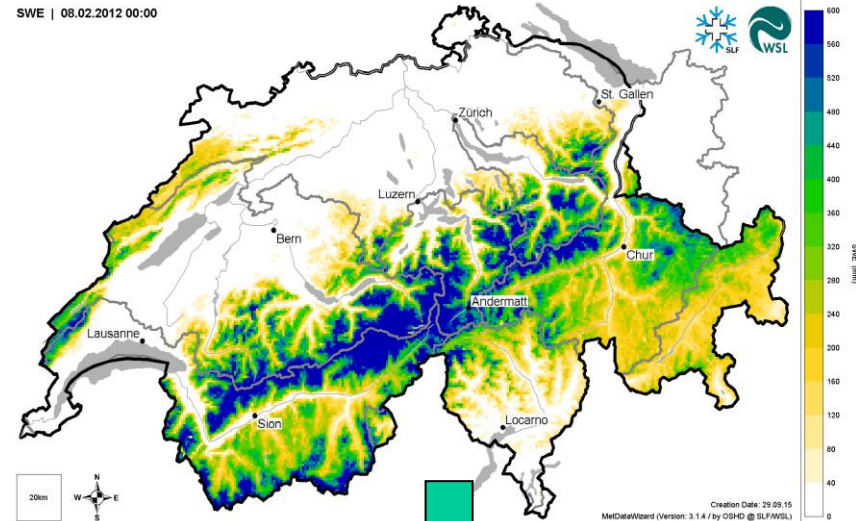 SWE | 08.02.2012 00:00
SLF
WSL
St. Gallen
Zürich
Luzern
Bern
Chur
Andermatt
Lausanne
Sion
Locarno
20km
N
W E
S
600
560
520
480
440
400
360
320
280
240
200
160
120
80
40
0
SWE (mm)
Creation Date: 29.09.15
MetDataWizard (Version: 3.1.4 / by OSHD @ SLF/WSL)